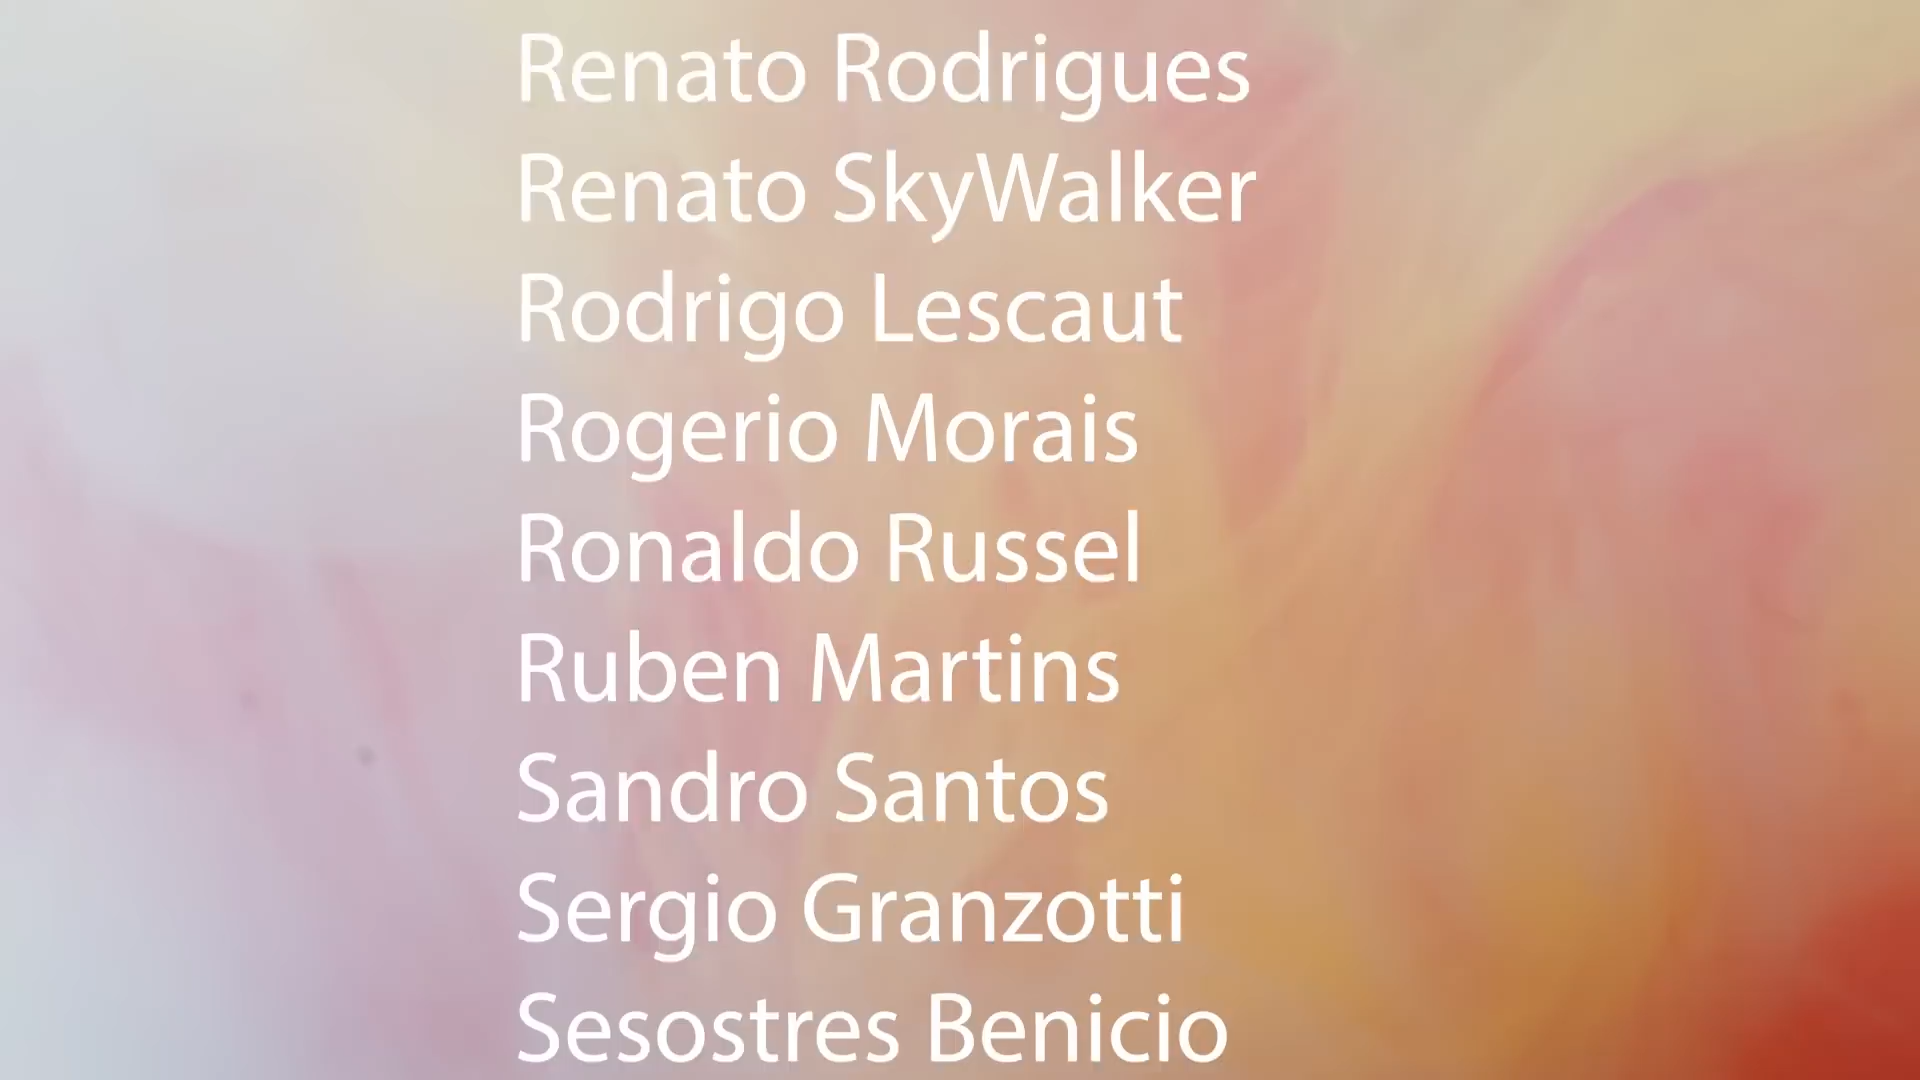 Renato Rodrigues
Renato SkyWalker
Rodrigo Lescaut
Rogerio Morais
Ronaldo Russel
Ruben Martins
Sandro Santos
Sergio Granzotti
Sesostres Benicio